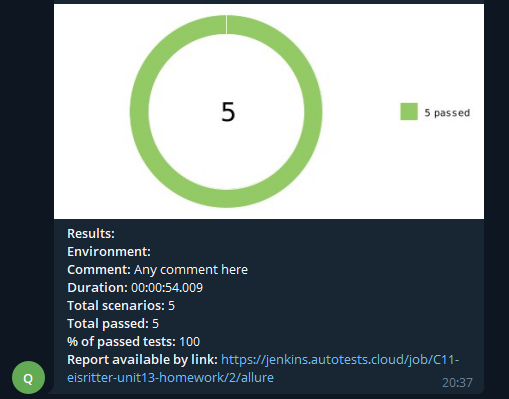 5
5 passed
Results:
Environment:
Comment: Any comment here
Duration: 00:00:54.009
Total scenarios: 5
Total passed: 5
% of passed tests: 100
Report available by link: https://jenkins.autotests.cloud/job/C11-
eisritter-unit13-homework/2/allure
Q
20:37